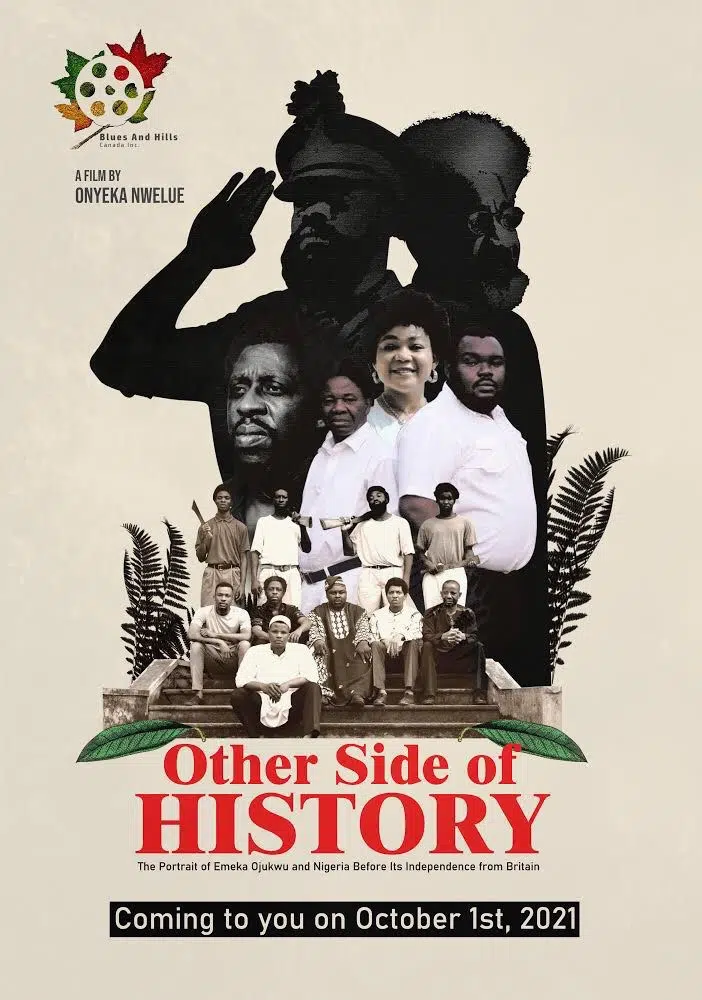 Blues And Hills
Canada Inc.
A FILM BY
ONYEKA NWELUE
Other Side of
HISTORY
The Portrait of Emeka Ojukwu and Nigeria Before Its Independence from Britain
Coming to you on October 1st, 2021